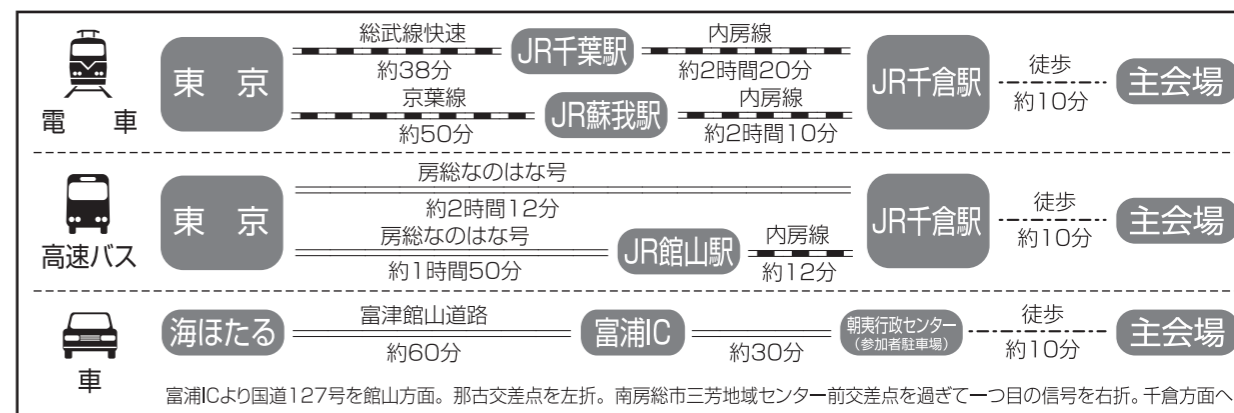 電　車
東　京
総武線快速
約38分
JR千葉駅
内房線
約2時間20分
京葉線
約50分
JR蘇我駅
内房線
約2時間10分
JR千倉駅
徒歩
約10分
主会場
高速バス
東　京
房総なのはな号
約2時間12分
房総なのはな号
約1時間50分
JR館山駅
内房線
約12分
JR千倉駅
徒歩
約10分
主会場
車
海ほたる
富津館山道路
約60分
富浦IC
約30分
朝夷行政センター
（参加者駐車場）
徒歩
約10分
主会場
富浦ICより国道127号を館山方面。那古交差点を左折。南房総市三芳地域センター前交差点を過ぎて一つ目の信号を右折。千倉方面へ